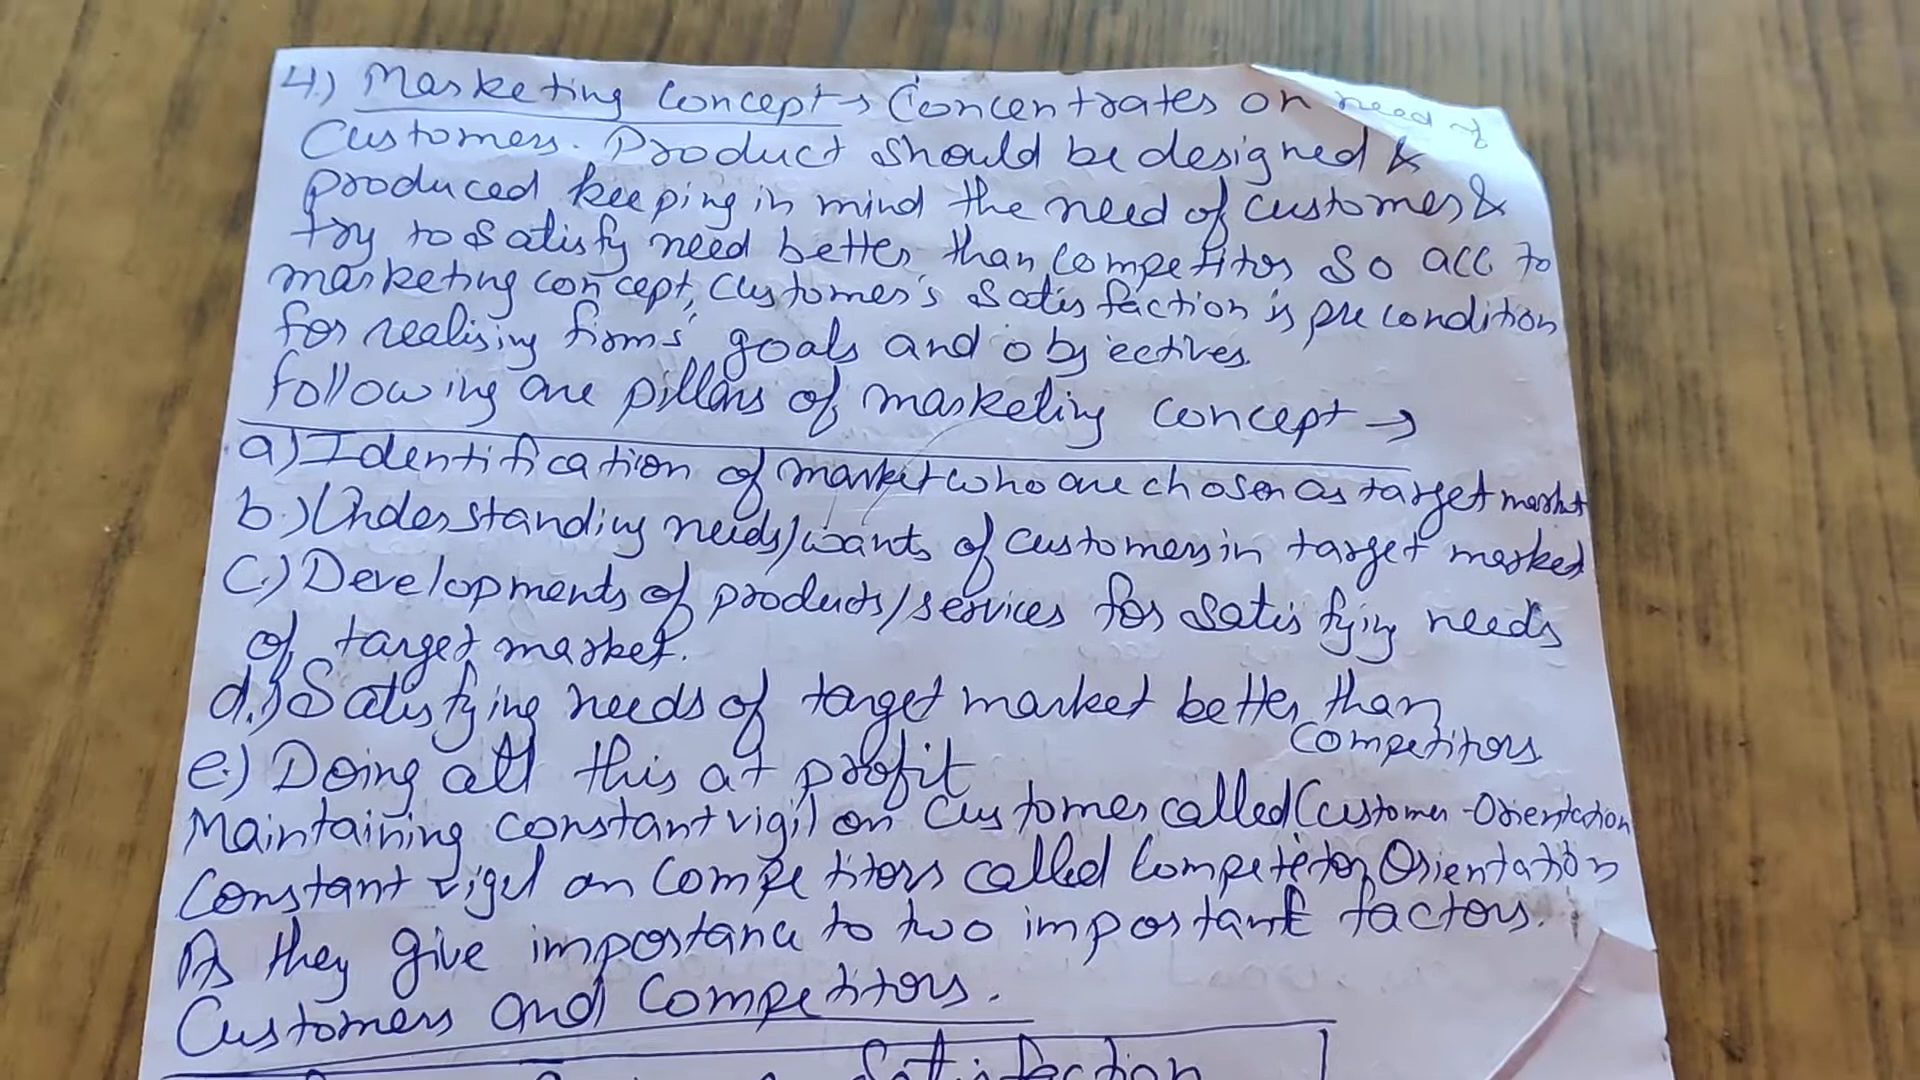 4.) Marketing Concept → Concentrates on need of
Customers. Product should be designed &
produced keeping in mind the need of customers &
try to satisfy need better than competitors So acc to
marketing concept, customer's satisfaction is pre condition
for realising firm's goals and objectives.
Following are pillars of marketing concept →
a) Identification of market who are chosen as target market
b.) Understanding needs/wants of customers in target market
C.) Developments of products/services for satisfying needs
of target market.
d.) Satisfying needs of target market better than
competitors
e.) Doing all this at profit
Maintaining constant vigil on customer called Customer-Orientation
Constant vigil on competitors called Competitor Orientation
As they give importance to two important factors.
Customers and Competitors.
Satisfaction